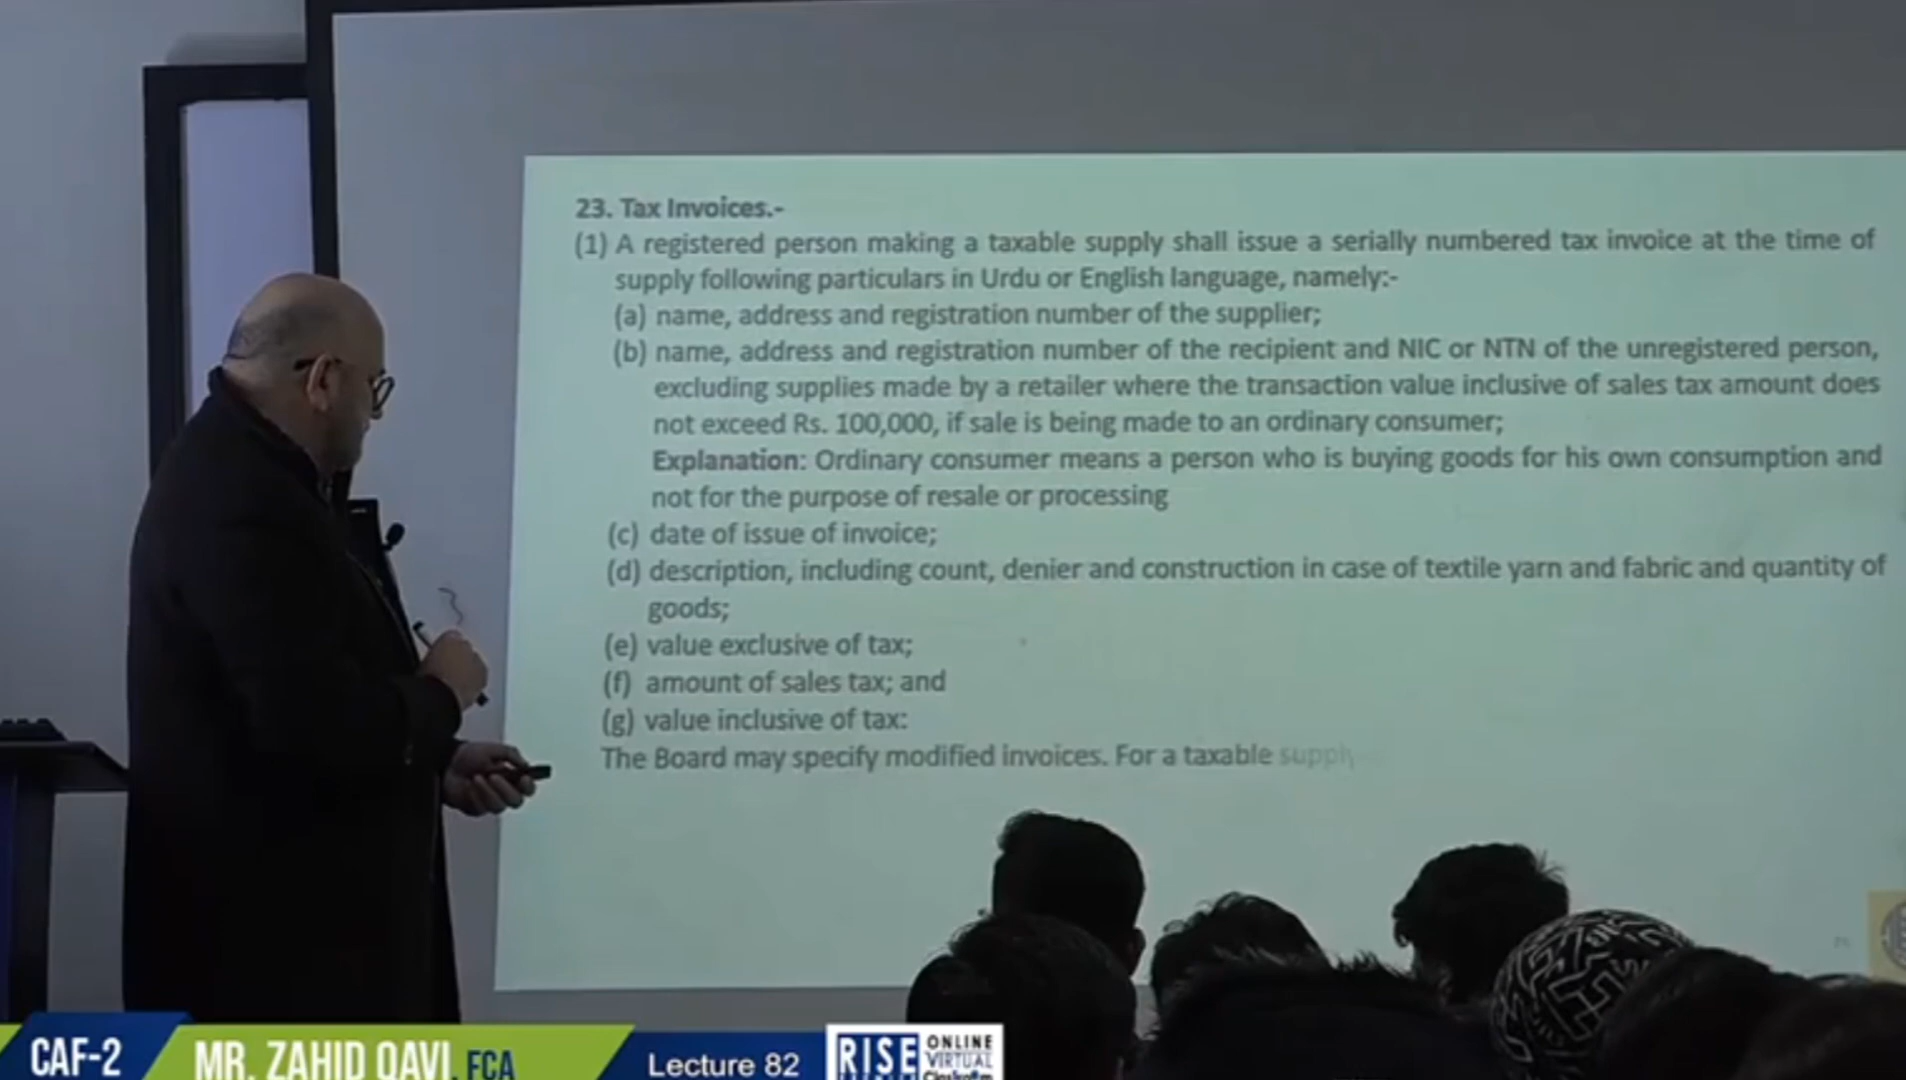 23. Tax Invoices.-
(1) A registered person making a taxable supply shall issue a serially numbered tax invoice at the time of
supply following particulars in Urdu or English language, namely:-
(a) name, address and registration number of the supplier;
(b) name, address and registration number of the recipient and NIC or NTN of the unregistered person,
excluding supplies made by a retailer where the transaction value inclusive of sales tax amount does
not exceed Rs. 100,000, if sale is being made to an ordinary consumer;
Explanation: Ordinary consumer means a person who is buying goods for his own consumption and
not for the purpose of resale or processing
(c) date of issue of invoice;
(d) description, including count, denier and construction in case of textile yarn and fabric and quantity of
goods;
(e) value exclusive of tax;
(f) amount of sales tax; and
(g) value inclusive of tax:
The Board may specify modified invoices. For a taxable supply
CAF-2
MR. ZAHID QAVI, FCA
Lecture 82
RISE
ONLINE
VIRTUAL